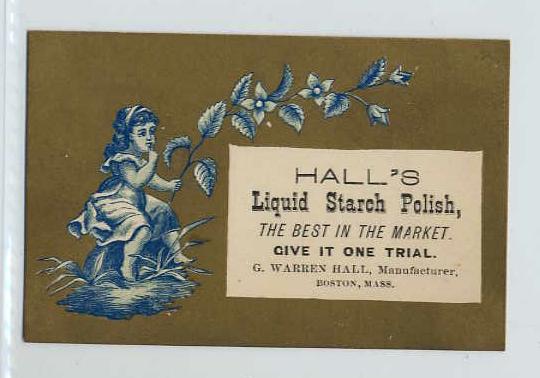 HALL'S
Liquid Starch Polish,
THE BEST IN THE MARKET.
GIVE IT ONE TRIAL.
G. WARREN HALL, Manufacturer,
BOSTON, MASS.